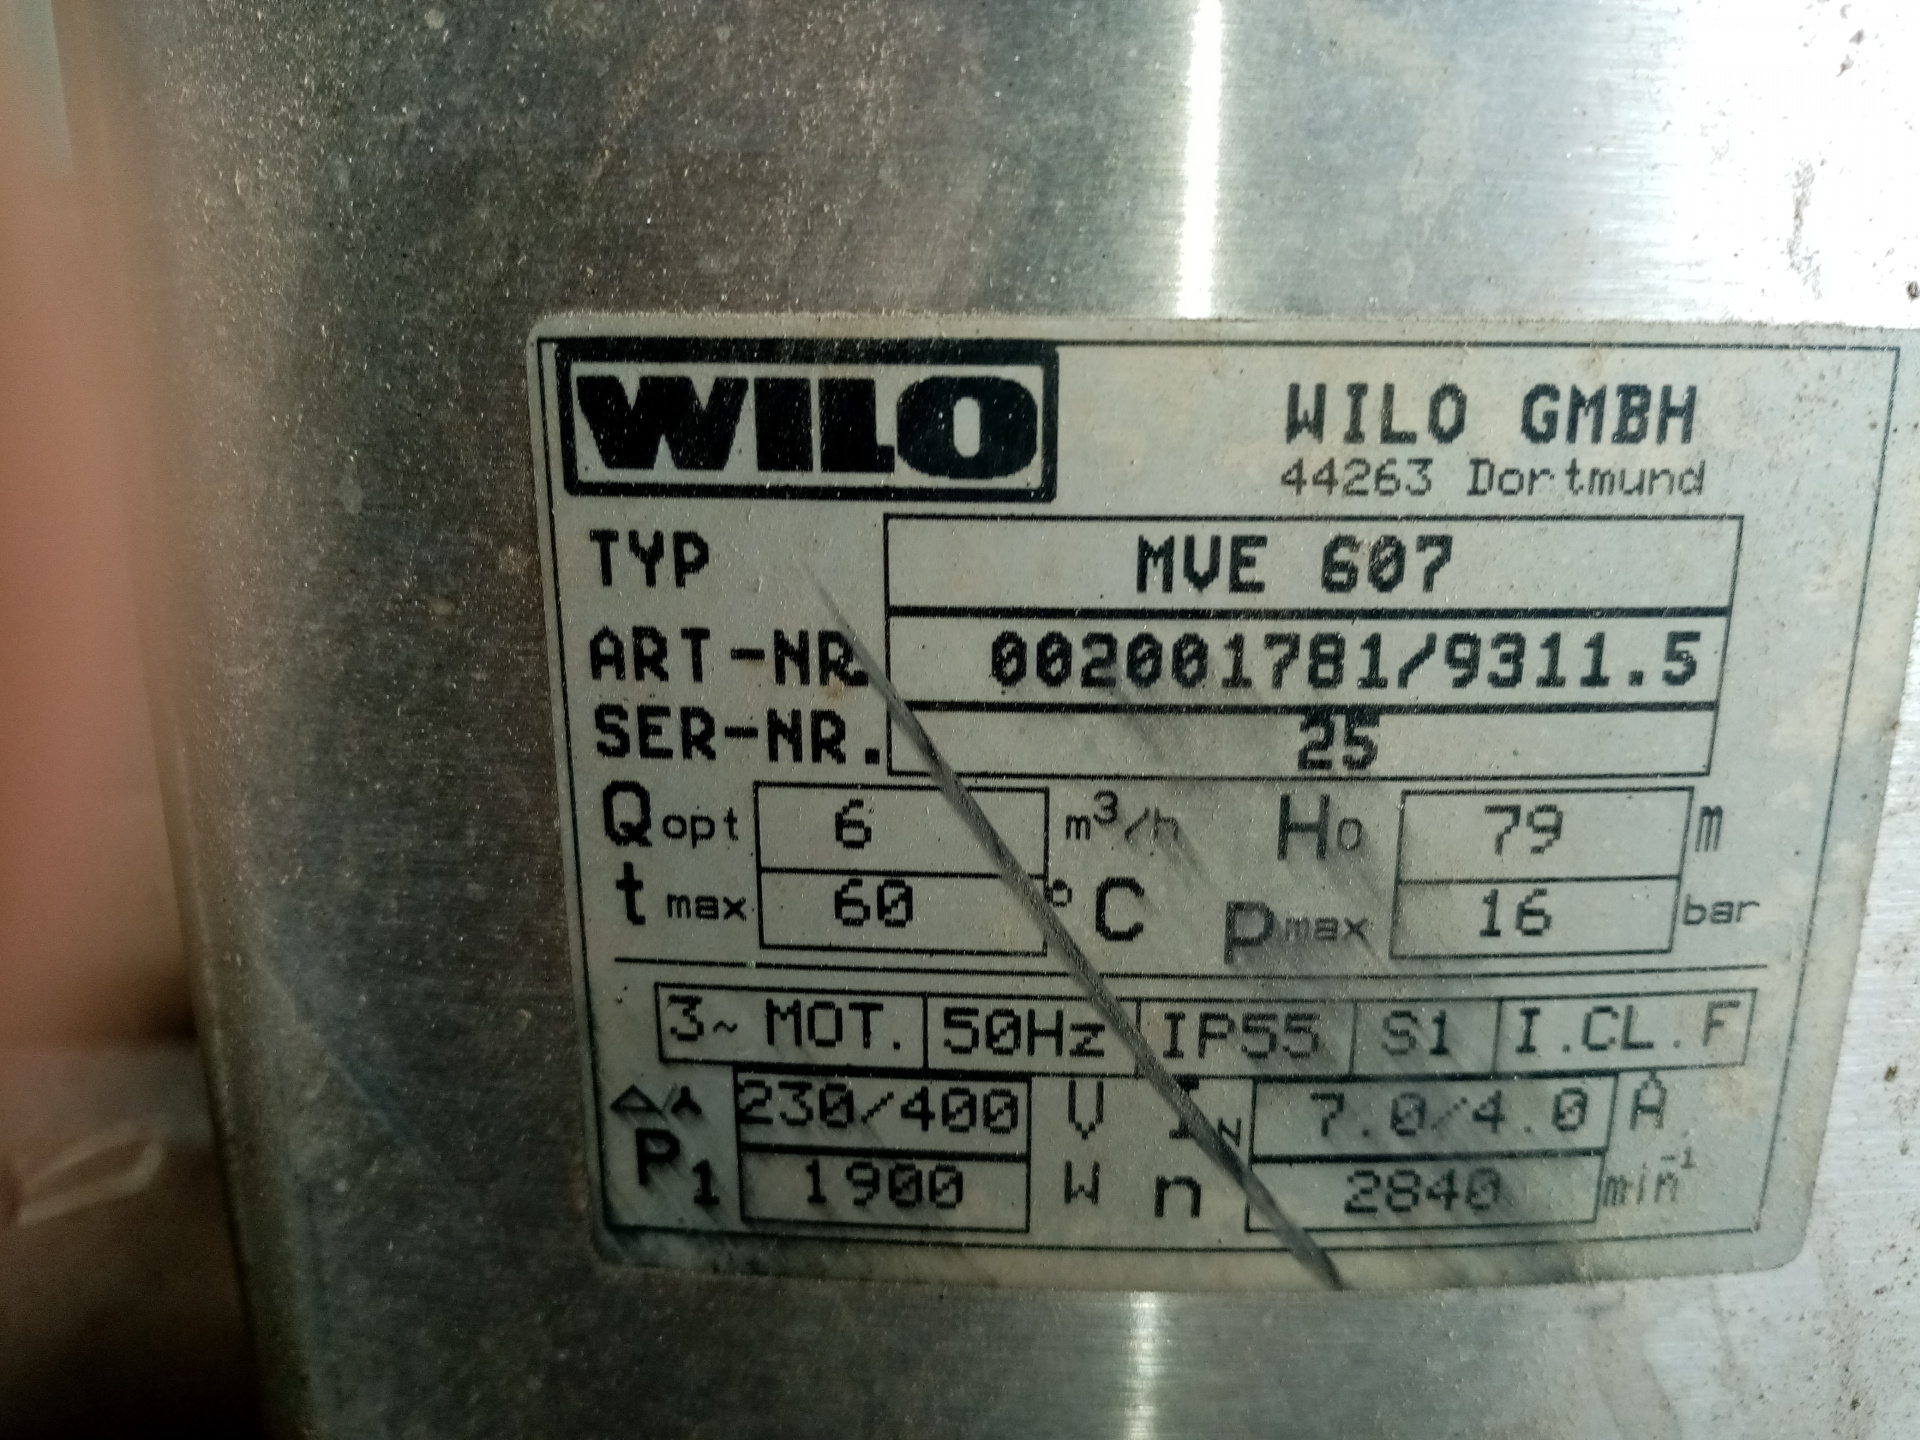 WILO
WILO GMBH
44263 Dortmund
TYP MVE 607
ART-NR 002001781/9311.5
SER-NR. 25
Qopt 6 m³/h Ho 79 m
tmax 60 °C pmax 16 bar
3~ MOT. 50Hz IP55 S1 I.CL.F
△/⅄ 230/400 V IN 7.0/4.0 A
P1 1900 W n 2840 min⁻¹